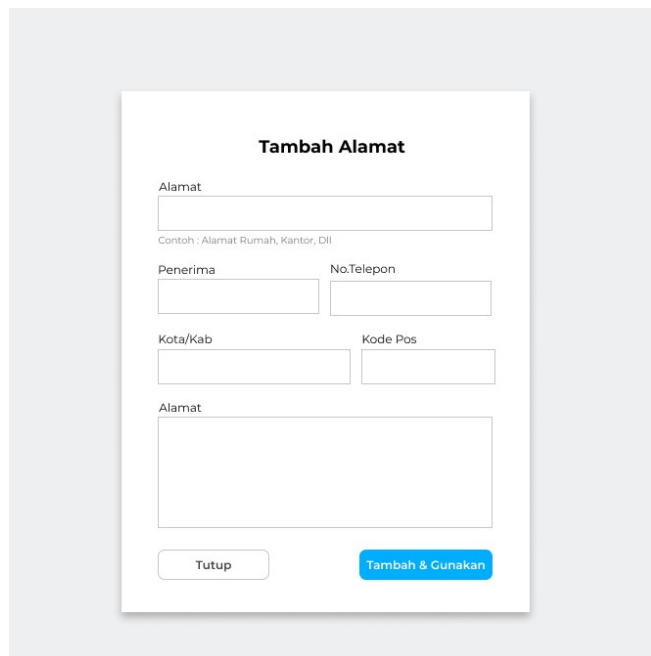 Tambah Alamat
Alamat
Contoh : Alamat Rumah, Kantor, Dll
Penerima
No.Telepon
Kota/Kab
Kode Pos
Alamat
Tutup
Tambah & Gunakan